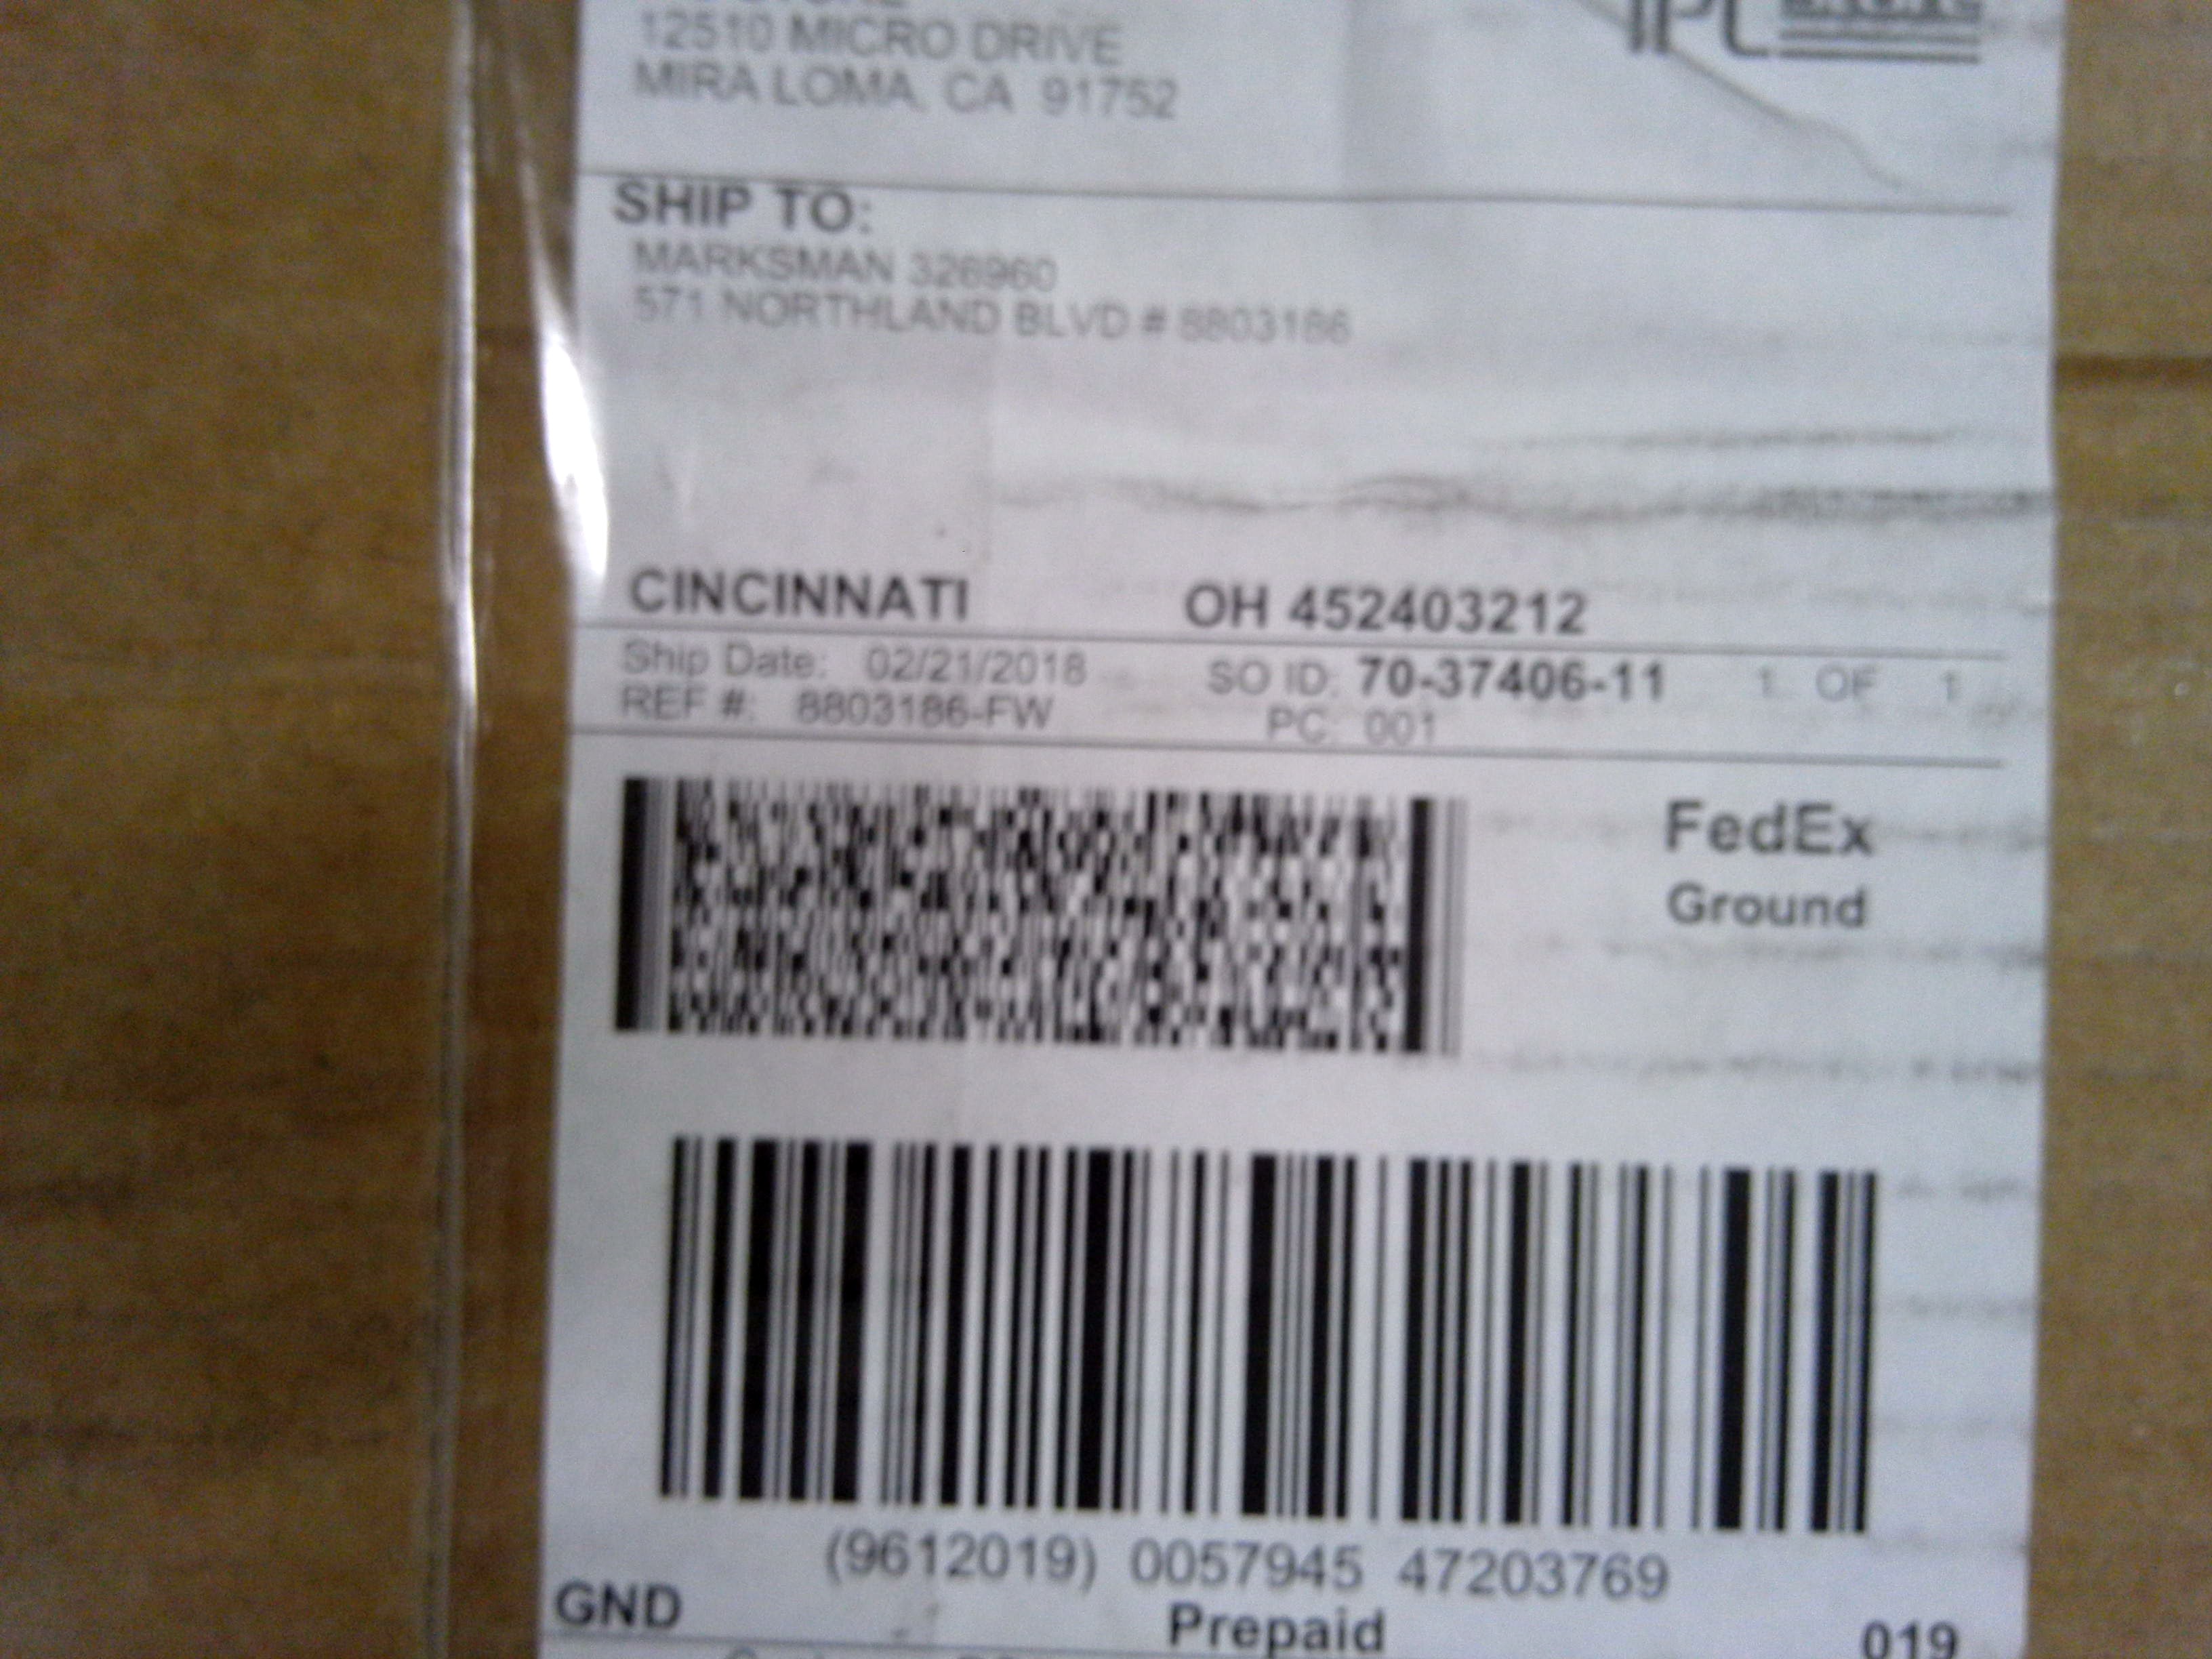 12510 MICRO DRIVE
MIRA LOMA, CA 91752
SHIP TO:
MARKSMAN 326960
571 NORTHLAND BLVD # 8803186
CINCINNATI OH 452403212
Ship Date: 02/21/2018 SO ID: 70-37406-11 1 OF 1
REF #: 8803186-FW PC: 001
FedEx
Ground
(9612019) 0057945 47203769
GND Prepaid 019